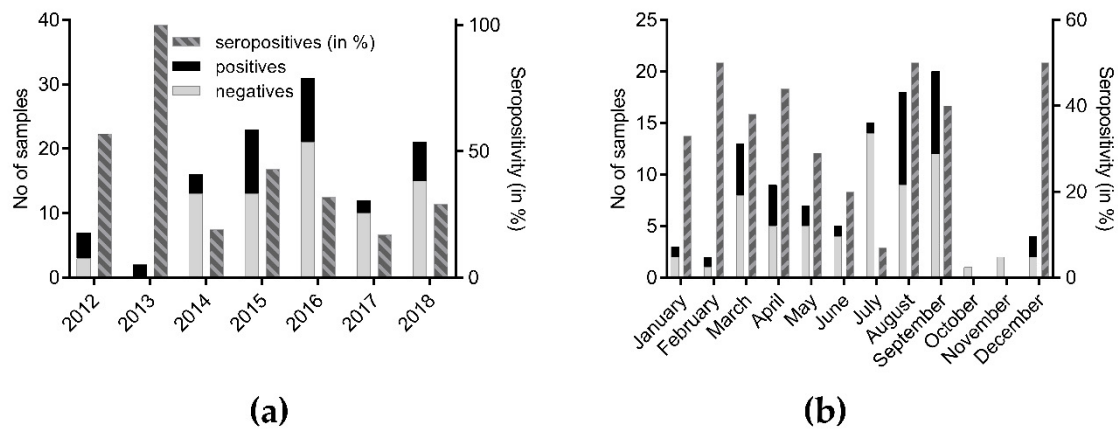 40
30
20
10
0
No of samples
seropositives (in %)
positives
negatives
100
50
0
Seropositivity (in %)
2012
2013
2014
2015
2016
2017
2018
(a)
25
20
15
10
5
0
No of samples
60
40
20
0
Seropositivity (in %)
January
February
March
April
May
June
July
August
September
October
November
December
(b)